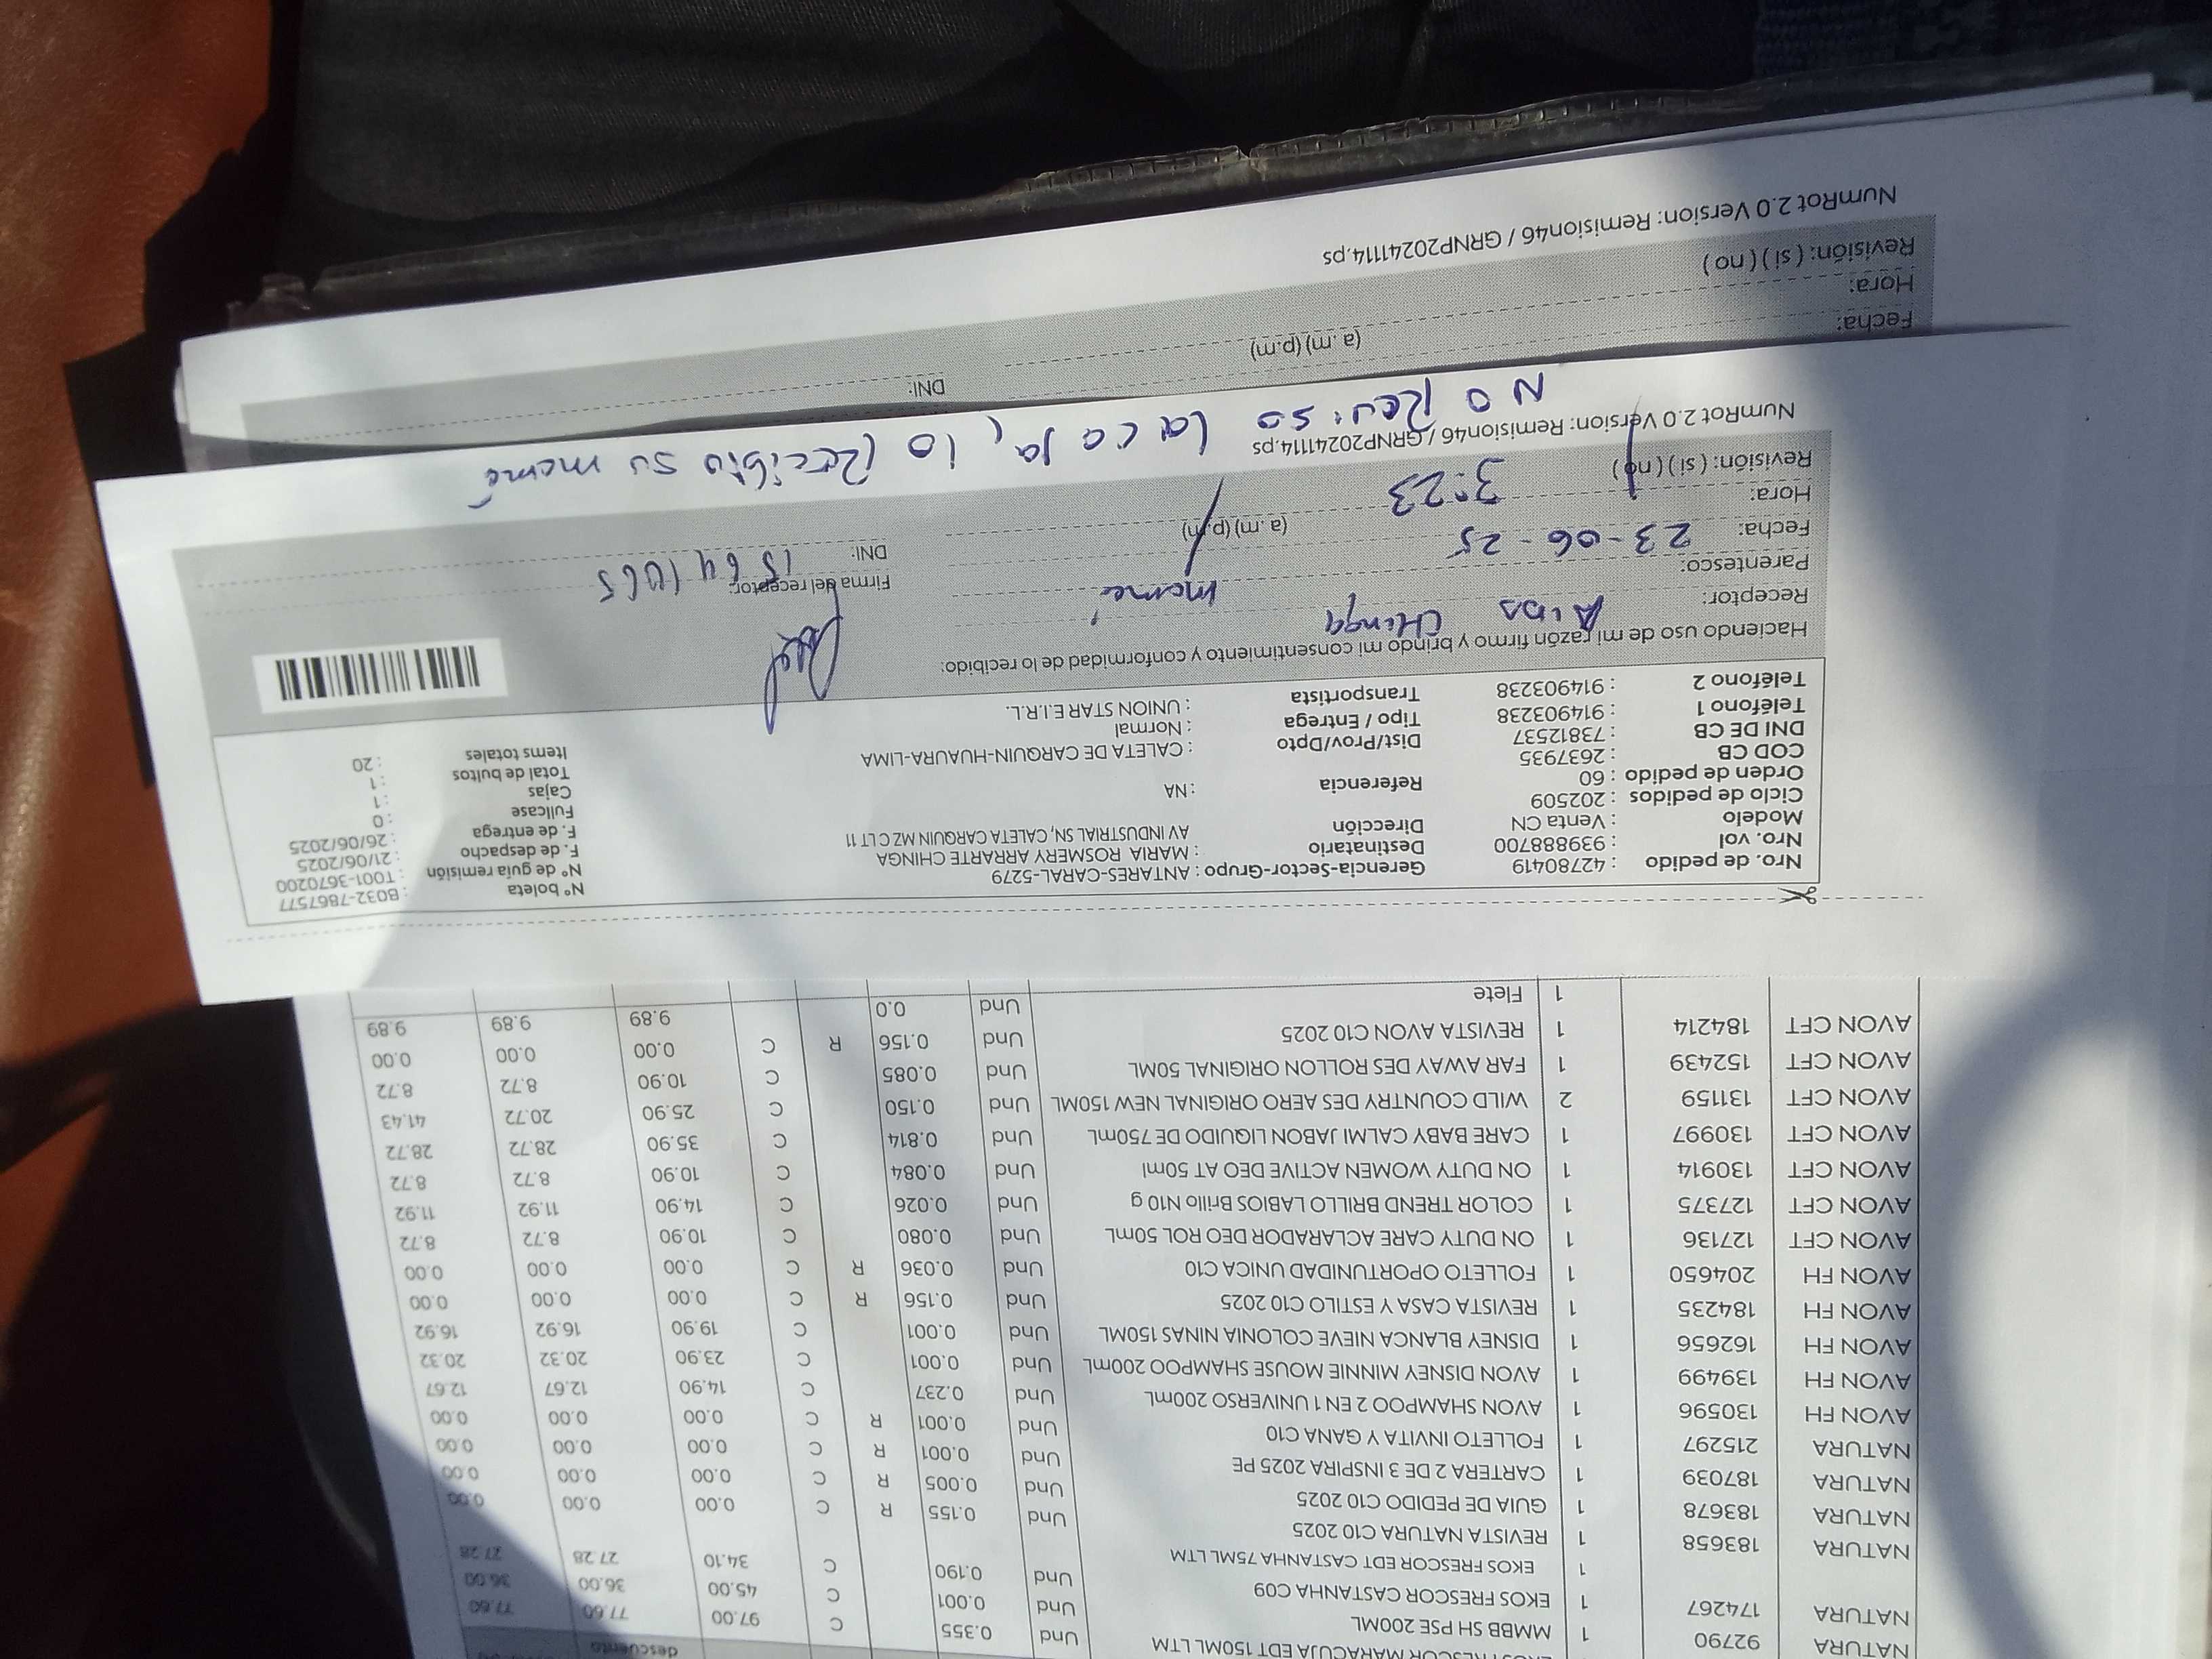 descuento
EKOS FRESCOR MARACUJA EDT 150ML LTM
NATURA 92790 1 MMBB SH PSE 200ML Und 0.355 C 97.00 77.60 77.60
NATURA 174267 1 EKOS FRESCOR CASTANHA C09 Und 0.001 C 45.00 36.00 36.00
1 EKOS FRESCOR EDT CASTANHA 75ML LTM Und 0.190 C 34.10 27.28 27.28
NATURA 183658 1 REVISTA NATURA C10 2025 Und 0.155 R C 0.00 0.00 0.00
NATURA 183678 1 GUIA DE PEDIDO C10 2025 Und 0.005 R C 0.00 0.00 0.00
NATURA 187039 1 CARTERA 2 DE 3 INSPIRA 2025 PE Und 0.001 R C 0.00 0.00 0.00
NATURA 215297 1 FOLLETO INVITA Y GANA C10 Und 0.001 R C 0.00 0.00 0.00
AVON FH 130596 1 AVON SHAMPOO 2 EN 1 UNIVERSO 200mL Und 0.237 C 14.90 12.67 12.67
AVON FH 139499 1 AVON DISNEY MINNIE MOUSE SHAMPOO 200mL Und 0.001 C 23.90 20.32 20.32
AVON FH 162656 1 DISNEY BLANCA NIEVE COLONIA NINAS 150ML Und 0.001 C 19.90 16.92 16.92
AVON FH 184235 1 REVISTA CASA Y ESTILO C10 2025 Und 0.156 R C 0.00 0.00 0.00
AVON FH 204650 1 FOLLETO OPORTUNIDAD UNICA C10 Und 0.036 R C 0.00 0.00 0.00
AVON CFT 127136 1 ON DUTY CARE ACLARADOR DEO ROL 50mL Und 0.080 C 10.90 8.72 8.72
AVON CFT 127375 1 COLOR TREND BRILLO LABIOS Brillo N10 g Und 0.026 C 14.90 11.92 11.92
AVON CFT 130914 1 ON DUTY WOMEN ACTIVE DEO AT 50ml Und 0.084 C 10.90 8.72 8.72
AVON CFT 130997 1 CARE BABY CALMI JABON LIQUIDO DE 750mL Und 0.814 C 35.90 28.72 28.72
AVON CFT 131159 2 WILD COUNTRY DES AERO ORIGINAL NEW 150ML Und 0.150 C 25.90 20.72 41.43
AVON CFT 152439 1 FAR AWAY DES ROLLON ORIGINAL 50ML Und 0.085 C 10.90 8.72 8.72
AVON CFT 184214 1 REVISTA AVON C10 2025 Und 0.156 R C 0.00 0.00 0.00
1 Flete Und 0.0 9.89 9.89 9.89
Nro. de pedido : 42780419 Gerencia-Sector-Grupo : ANTARES-CARAL-5279 N° boleta : B032-7867577
Nro. vol : 939888700 Destinatario : MARIA ROSMERY ARRARTE CHINGA N° de guía remisión : T001-3670200
Modelo : Venta CN Dirección AV INDUSTRIAL SN, CALETA CARQUIN MZ C LT 11 F. de despacho : 21/06/2025
Ciclo de pedidos : 202509 F. de entrega : 26/06/2025
Orden de pedido : 60 Referencia : NA Fullcase : 0
COD CB : 2637935 Cajas : 1
DNI DE CB : 73812537 Dist/Prov/Dpto : CALETA DE CARQUIN-HUAURA-LIMA Total de bultos : 1
Teléfono 1 : 914903238 Tipo / Entrega : Normal Items totales : 20
Teléfono 2 : 914903238 Transportista : UNION STAR E.I.R.L.
Haciendo uso de mi razón firmo y brindo mi consentimiento y conformidad de lo recibido:
Receptor: Aida Chinga
Parentesco: mamá Firma del receptor:
Fecha: 23-06-25 DNI:
Hora: 3:23 (a.m) (p.m)
Revisión: ( si ) ( no )
NumRot 2.0 Version: Remision46 / GRNP20241114.ps
NO Reviso la caja, lo Recibio su mamá
Fecha: DNI:
Hora: (a.m) (p.m)
Revisión: ( si ) ( no )
NumRot 2.0 Version: Remision46 / GRNP20241114.ps